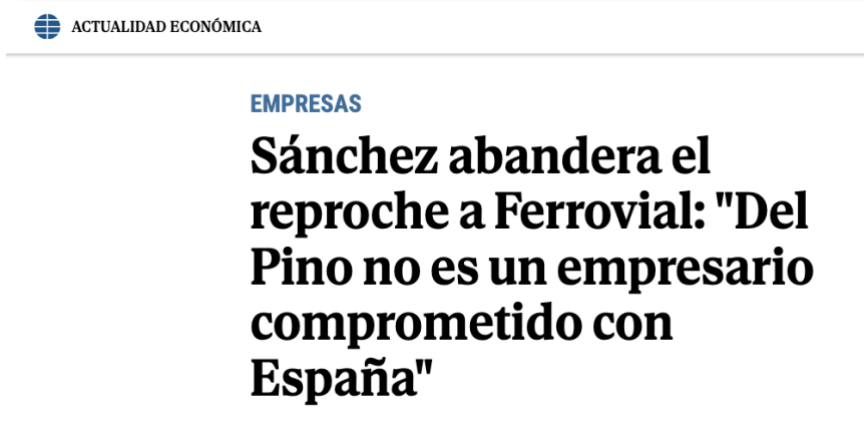 ACTUALIDAD ECONÓMICA
EMPRESAS
Sánchez abandera el
reproche a Ferrovial: "Del
Pino no es un empresario
comprometido con
España"